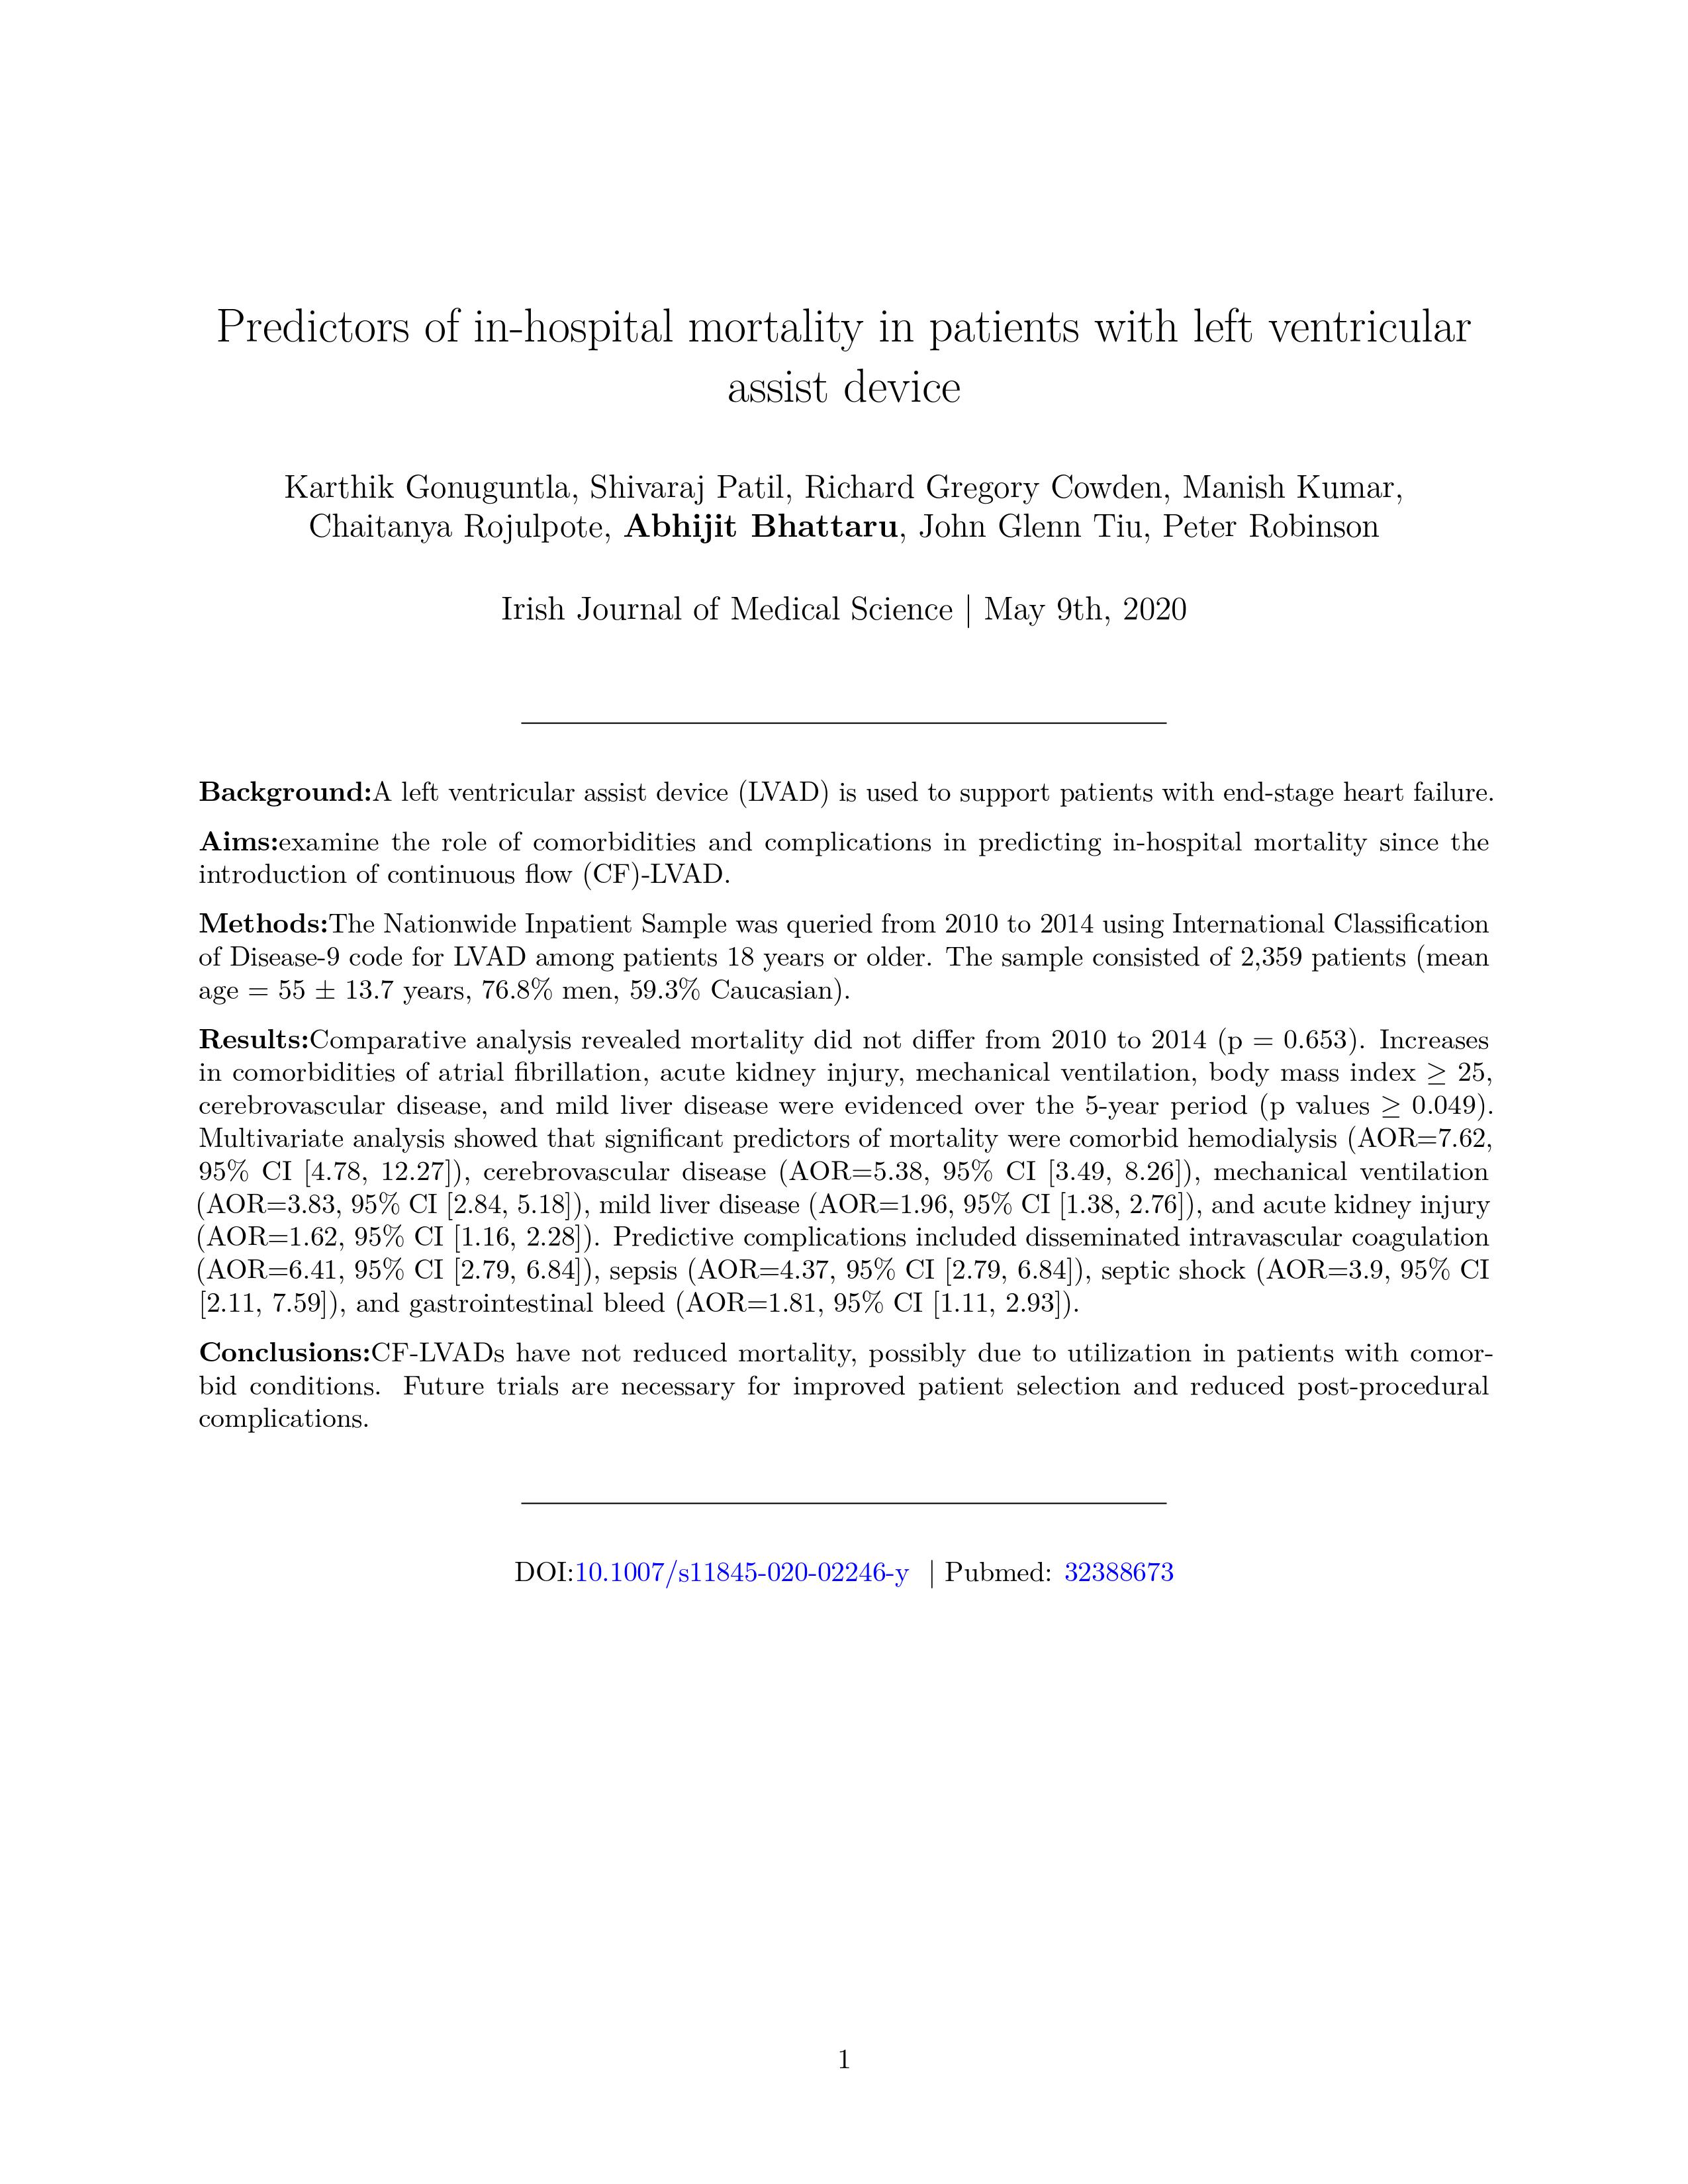 Predictors of in-hospital mortality in patients with left ventricular
assist device
Karthik Gonuguntla, Shivaraj Patil, Richard Gregory Cowden, Manish Kumar,
Chaitanya Rojulpote, Abhijit Bhattaru, John Glenn Tiu, Peter Robinson
Irish Journal of Medical Science | May 9th, 2020
Background:A left ventricular assist device (LVAD) is used to support patients with end-stage heart failure.
Aims:examine the role of comorbidities and complications in predicting in-hospital mortality since the
introduction of continuous flow (CF)-LVAD.
Methods:The Nationwide Inpatient Sample was queried from 2010 to 2014 using International Classification
of Disease-9 code for LVAD among patients 18 years or older. The sample consisted of 2,359 patients (mean
age = 55 ± 13.7 years, 76.8% men, 59.3% Caucasian).
Results:Comparative analysis revealed mortality did not differ from 2010 to 2014 (p = 0.653). Increases
in comorbidities of atrial fibrillation, acute kidney injury, mechanical ventilation, body mass index ≥ 25,
cerebrovascular disease, and mild liver disease were evidenced over the 5-year period (p values ≥ 0.049).
Multivariate analysis showed that significant predictors of mortality were comorbid hemodialysis (AOR=7.62,
95% CI [4.78, 12.27]), cerebrovascular disease (AOR=5.38, 95% CI [3.49, 8.26]), mechanical ventilation
(AOR=3.83, 95% CI [2.84, 5.18]), mild liver disease (AOR=1.96, 95% CI [1.38, 2.76]), and acute kidney injury
(AOR=1.62, 95% CI [1.16, 2.28]). Predictive complications included disseminated intravascular coagulation
(AOR=6.41, 95% CI [2.79, 6.84]), sepsis (AOR=4.37, 95% CI [2.79, 6.84]), septic shock (AOR=3.9, 95% CI
[2.11, 7.59]), and gastrointestinal bleed (AOR=1.81, 95% CI [1.11, 2.93]).
Conclusions:CF-LVADs have not reduced mortality, possibly due to utilization in patients with comor-
bid conditions. Future trials are necessary for improved patient selection and reduced post-procedural
complications.
DOI:10.1007/s11845-020-02246-y | Pubmed: 32388673
1